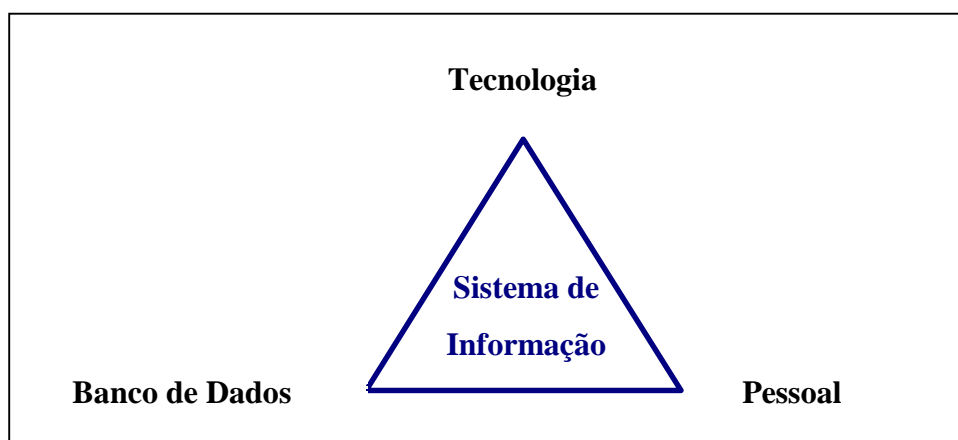 Tecnologia
Sistema de
Informação
Banco de Dados
Pessoal